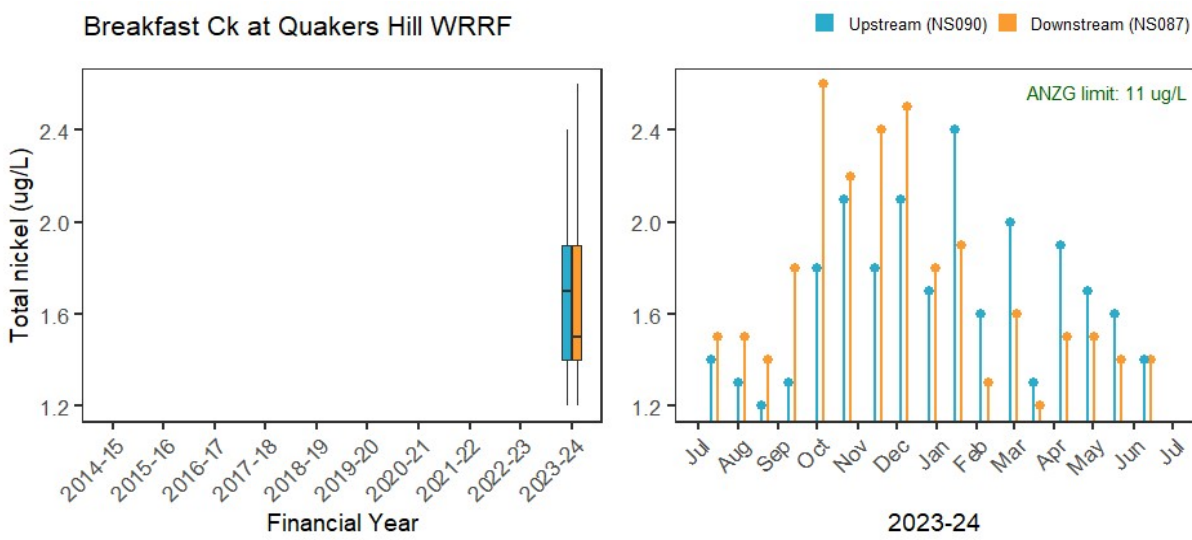 Breakfast Ck at Quakers Hill WRRF
Upstream (NS090) Downstream (NS087)
Total nickel (ug/L)
2.4
2.0
1.6
1.2
2014-15 2015-16 2016-17 2017-18 2018-19 2019-20 2020-21 2021-22 2022-23 2023-24
Financial Year
ANZG limit: 11 ug/L
2.4
2.0
1.6
1.2
Jul Aug Sep Oct Nov Dec Jan Feb Mar Apr May Jun Jul
2023-24